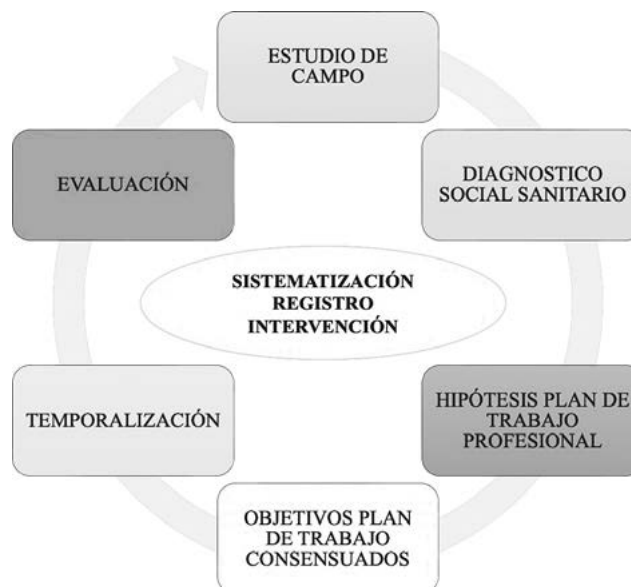 ESTUDIO DE
CAMPO
DIAGNOSTICO
SOCIAL SANITARIO
HIPÓTESIS PLAN DE
TRABAJO
PROFESIONAL
OBJETIVOS PLAN
DE TRABAJO
CONSENSUADOS
TEMPORALIZACIÓN
EVALUACIÓN
SISTEMATIZACIÓN
REGISTRO
INTERVENCIÓN